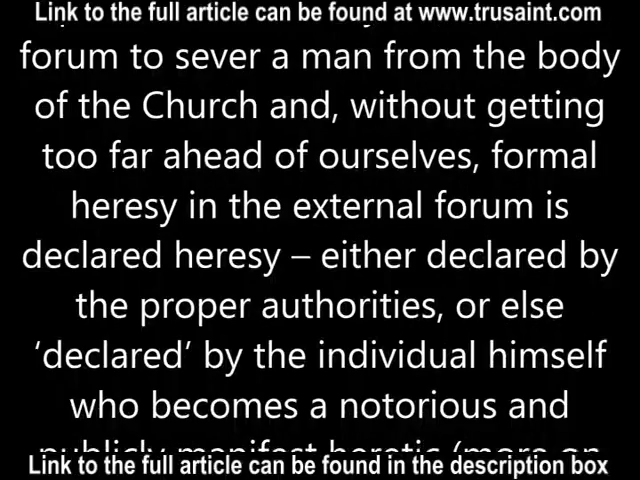 Link to the full article can be found at www.trusaint.com
forum to sever a man from the body
of the Church and, without getting
too far ahead of ourselves, formal
heresy in the external forum is
declared heresy – either declared by
the proper authorities, or else
‘declared’ by the individual himself
who becomes a notorious and
publicly manifest heretic (more on
Link to the full article can be found in the description box